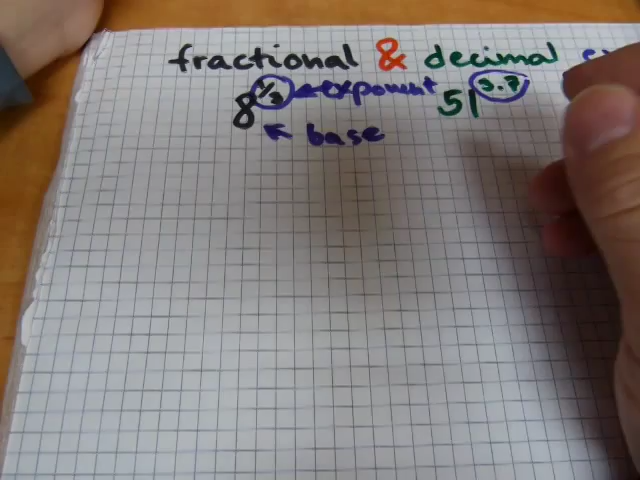 fractional & decimal
8^1/3 ← exponent 51^3.7
↖ base